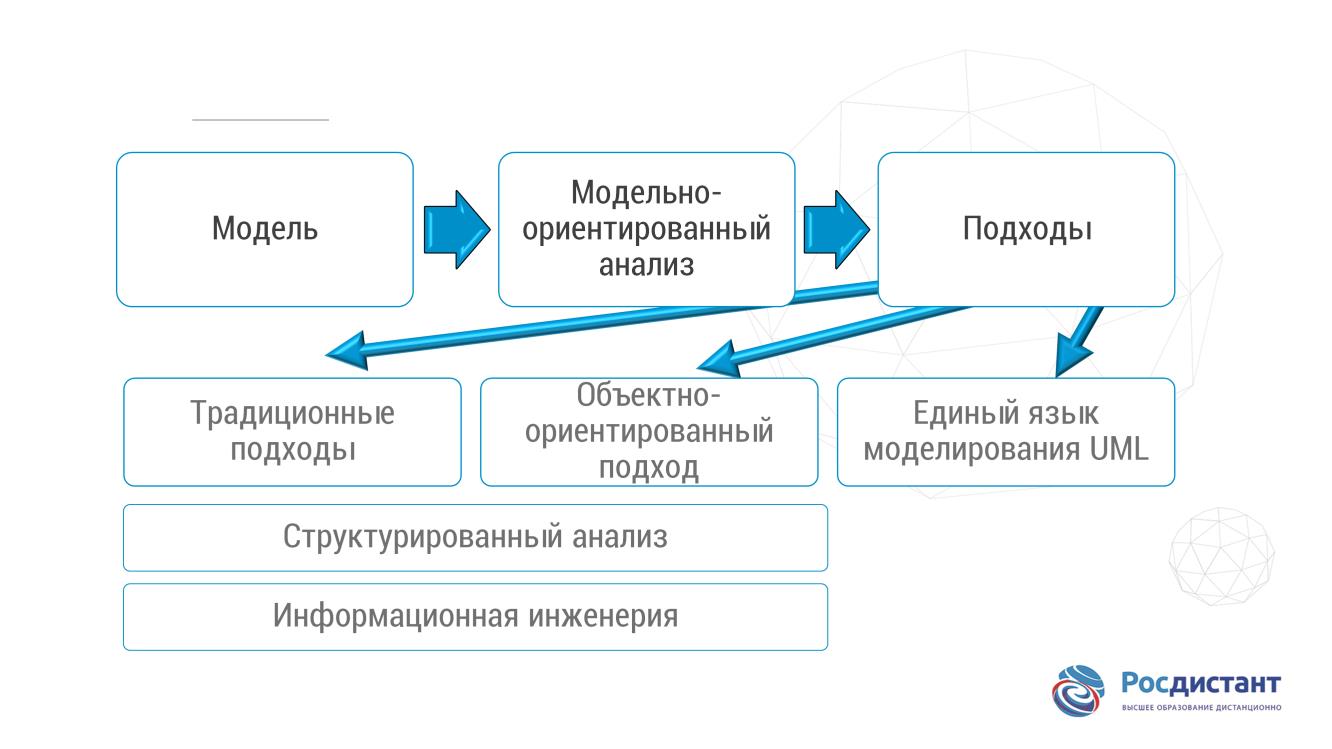 Модель
Модельно-
ориентированный
анализ
Подходы
Традиционные
подходы
Объектно-
ориентированный
подход
Единый язык
моделирования UML
Структурированный анализ
Информационная инженерия
Росдистант
ВЫСШЕЕ ОБРАЗОВАНИЕ ДИСТАНЦИОННО